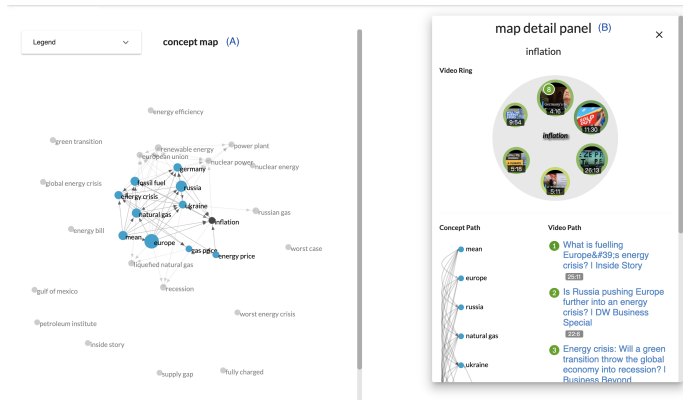 Legend
concept map (A)
energy efficiency
green transition
renewable energy
power plant
european union
nuclear power
nuclear energy
germany
global energy crisis
fossil fuel
russia
energy crisis
ukraine
natural gas
russian gas
inflation
energy bill
mean
europe
gas price
energy price
worst case
liquefied natural gas
gulf of mexico
recession
worst energy crisis
petroleum institute
inside story
supply gap
fully charged
map detail panel (B)
inflation
Video Ring
8
4:16
9:54
11:30
inflation
5:18
26:13
5:11
Concept Path
Video Path
mean
europe
russia
natural gas
ukraine
1 What is fuelling
Europe&#39;s energy
crisis? I Inside Story
25:11
2 Is Russia pushing Europe
further into an energy
crisis? I DW Business
Special
22:6
3 Energy crisis: Will a green
transition throw the global
economy into recession? I
Business Beyond